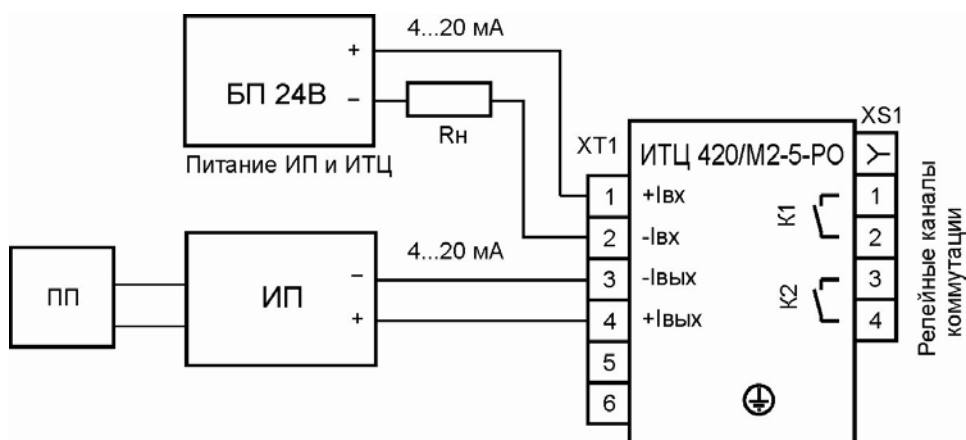 4...20 мА
+
БП 24В
–
Rн
Питание ИП и ИТЦ
XT1
ИТЦ 420/М2-5-РО
XS1
Y
1 +Iвх
2 -Iвх
3 -Iвых
4 +Iвых
5
6
К1
К2
1
2
3
4
Релейные каналы
коммутации
4...20 мА
ПП
ИП
–
+